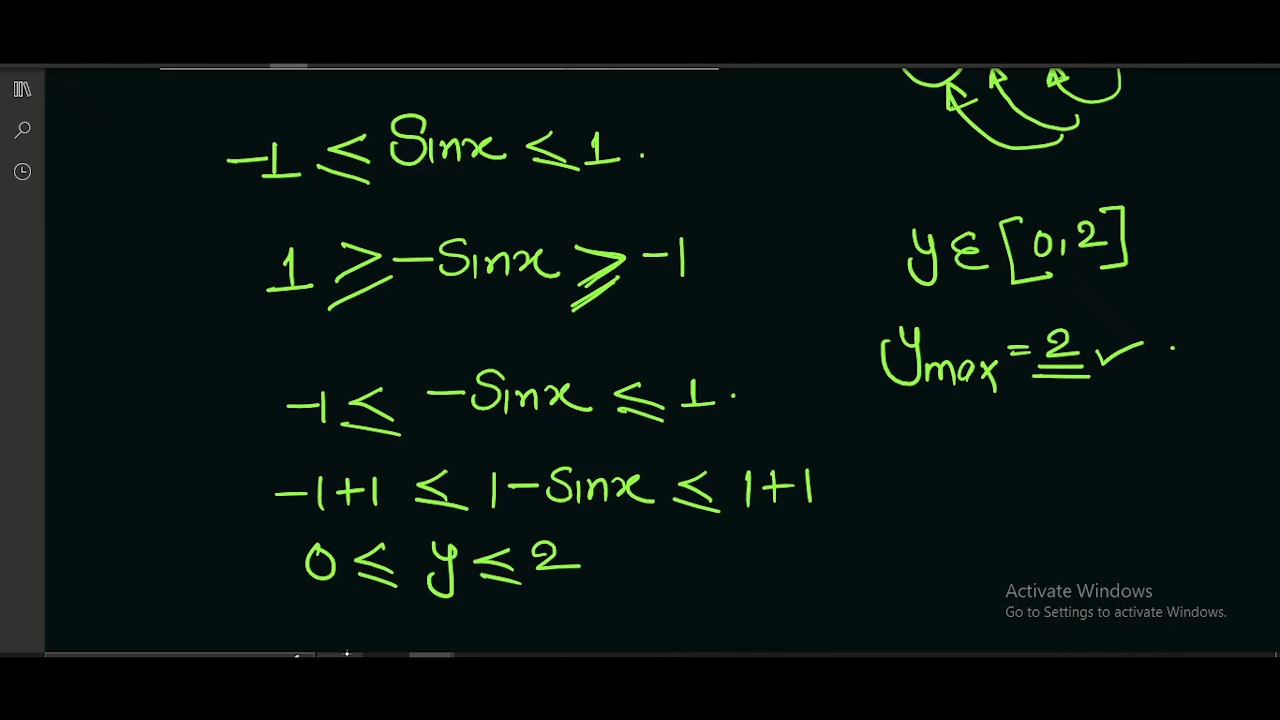 -1 ≤ Sinx ≤ 1.
1 ≥ -Sinx ≥ -1
-1 ≤ -Sinx ≤ 1.
-1+1 ≤ 1-Sinx ≤ 1+1
0 ≤ y ≤ 2
y ∈ [0,2]
ymax = 2 ✓.
Activate Windows
Go to Settings to activate Windows.